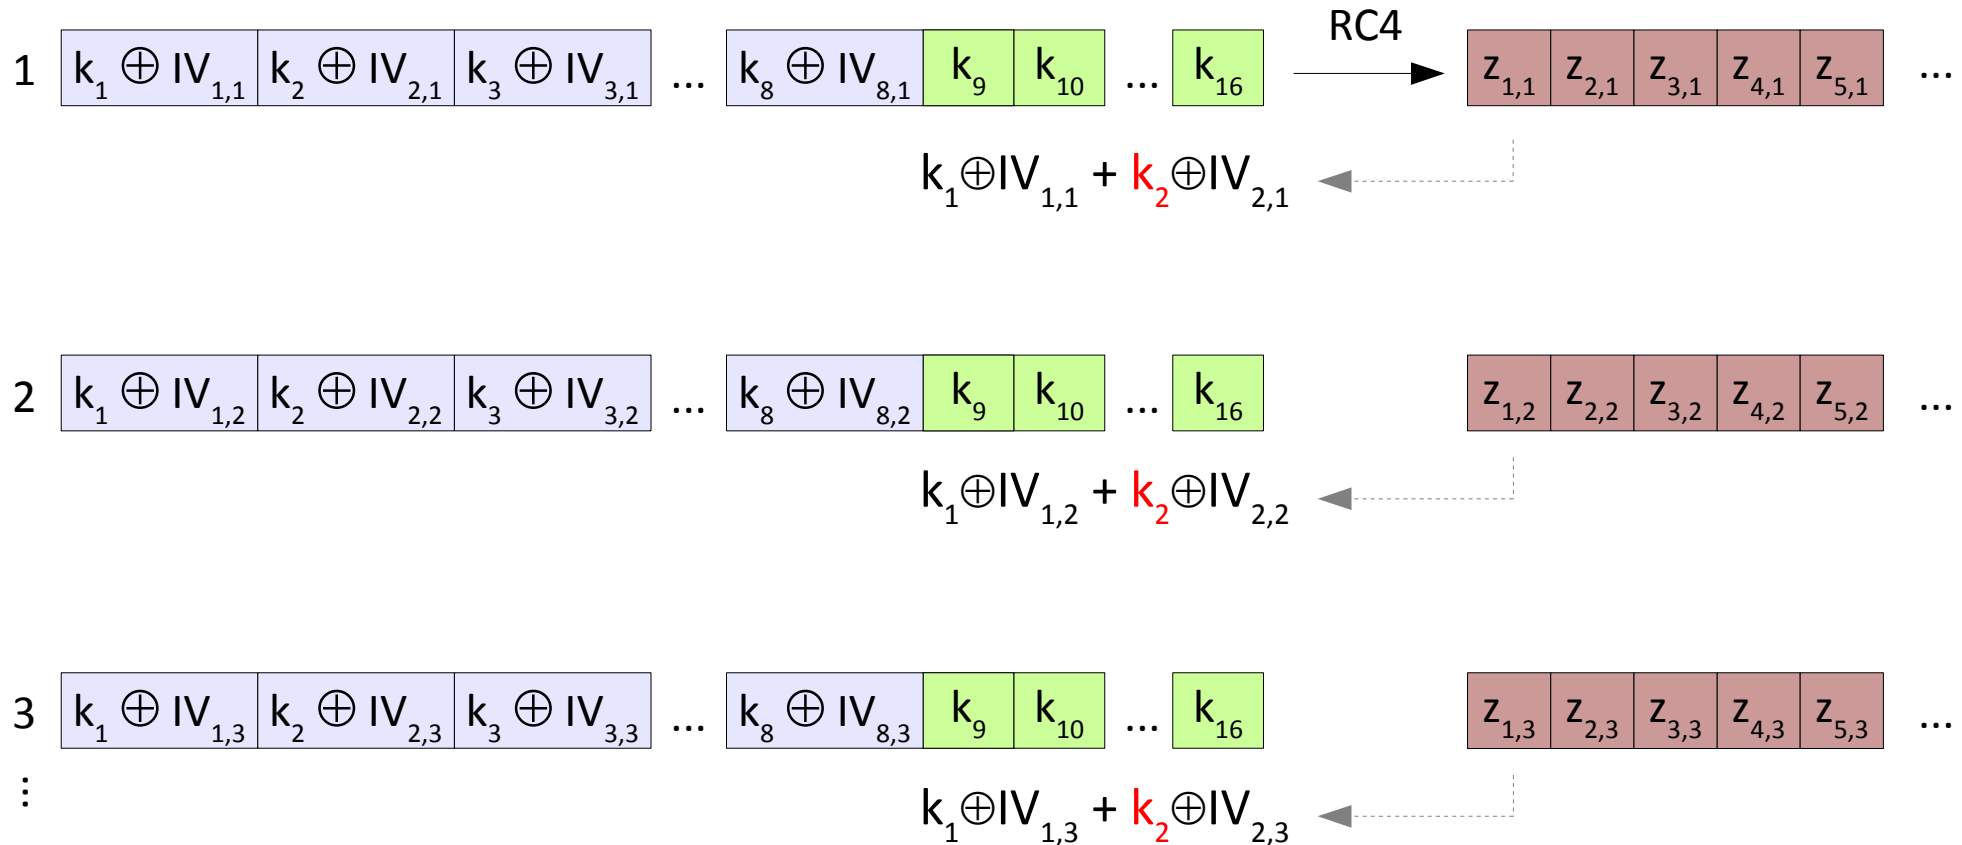 RC4
1 k₁ ⊕ IV₁,₁ k₂ ⊕ IV₂,₁ k₃ ⊕ IV₃,₁ ... k₈ ⊕ IV₈,₁ k₉ k₁₀ ... k₁₆ z₁,₁ z₂,₁ z₃,₁ z₄,₁ z₅,₁ ...
k₁⊕IV₁,₁ + k₂⊕IV₂,₁
2 k₁ ⊕ IV₁,₂ k₂ ⊕ IV₂,₂ k₃ ⊕ IV₃,₂ ... k₈ ⊕ IV₈,₂ k₉ k₁₀ ... k₁₆ z₁,₂ z₂,₂ z₃,₂ z₄,₂ z₅,₂ ...
k₁⊕IV₁,₂ + k₂⊕IV₂,₂
3 k₁ ⊕ IV₁,₃ k₂ ⊕ IV₂,₃ k₃ ⊕ IV₃,₃ ... k₈ ⊕ IV₈,₃ k₉ k₁₀ ... k₁₆ z₁,₃ z₂,₃ z₃,₃ z₄,₃ z₅,₃ ...
⋮
k₁⊕IV₁,₃ + k₂⊕IV₂,₃